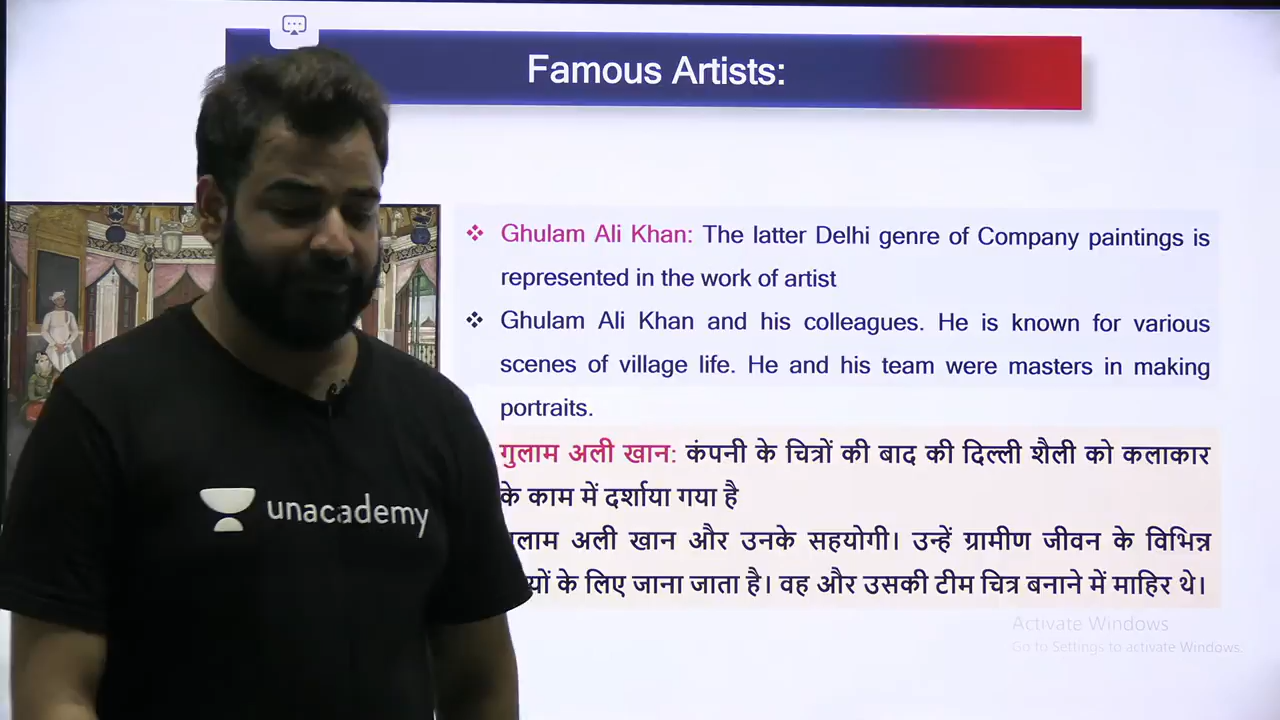 Famous Artists:
❖ Ghulam Ali Khan: The latter Delhi genre of Company paintings is
represented in the work of artist
❖ Ghulam Ali Khan and his colleagues. He is known for various
scenes of village life. He and his team were masters in making
portraits.
गुलाम अली खान: कंपनी के चित्रों की बाद की दिल्ली शैली को कलाकार
के काम में दर्शाया गया है
अली खान और उनके सहयोगी। उन्हें ग्रामीण जीवन के विभिन्न
के लिए जाना जाता है। वह और उसकी टीम चित्र बनाने में माहिर थे।
unacademy
Activate Windows
Go to Settings to activate Windows.